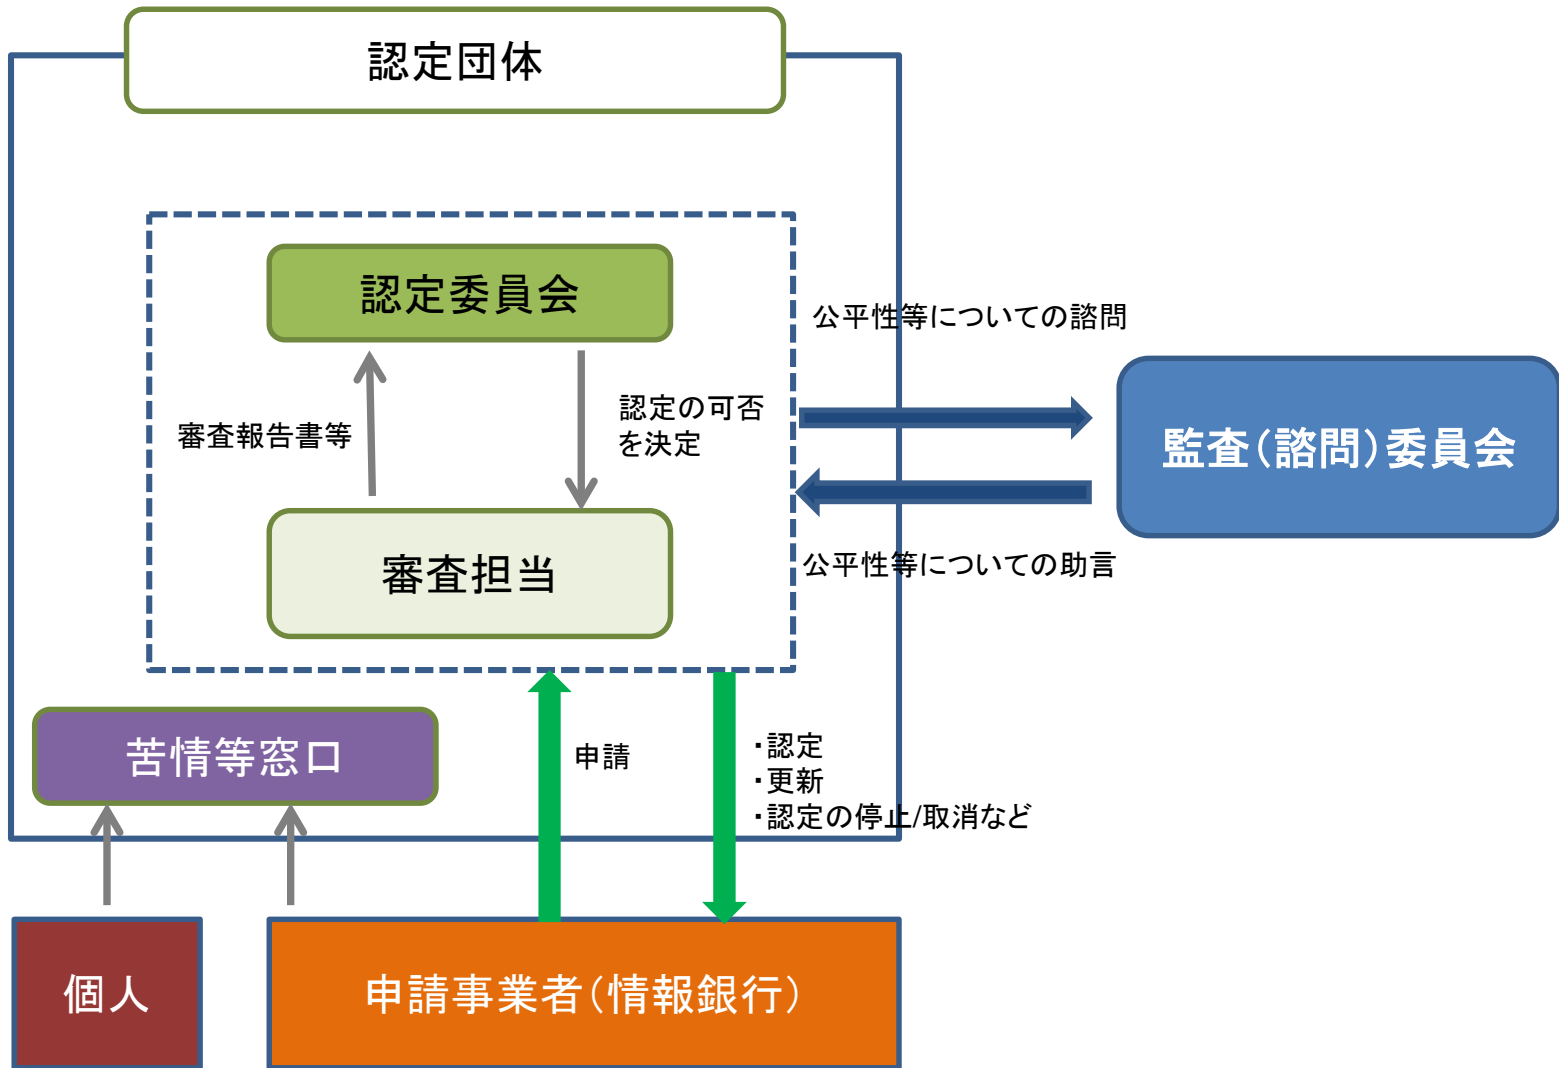 認定団体
認定委員会
公平性等についての諮問
審査報告書等
認定の可否
を決定
監査(諮問)委員会
審査担当
公平性等についての助言
苦情等窓口
申請
・認定
・更新
・認定の停止/取消など
個人
申請事業者(情報銀行)